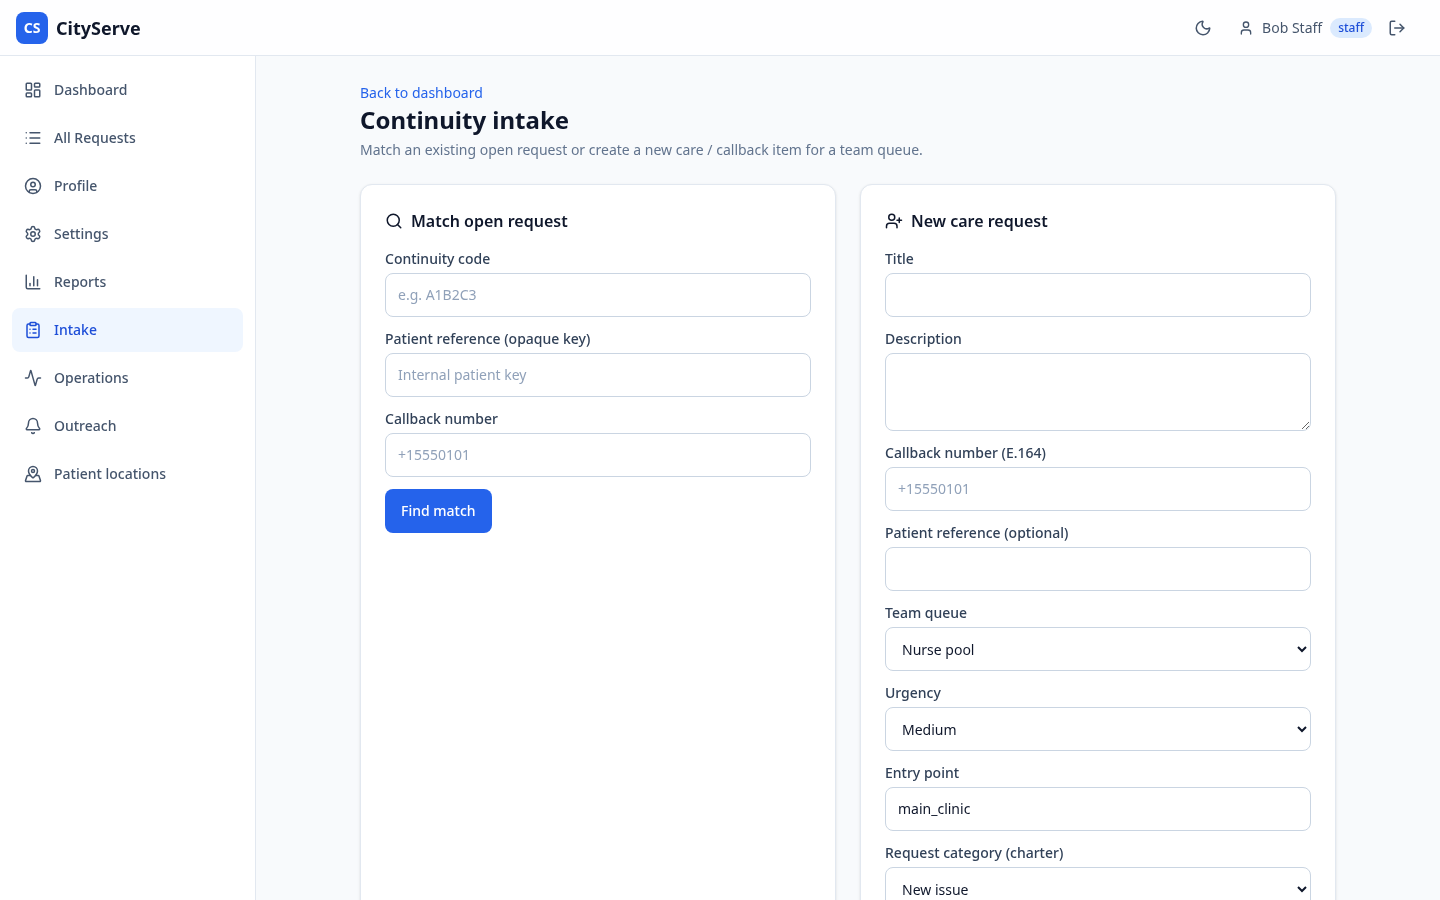 CS CityServe
Bob Staff staff
Dashboard
All Requests
Profile
Settings
Reports
Intake
Operations
Outreach
Patient locations
Back to dashboard
Continuity intake
Match an existing open request or create a new care / callback item for a team queue.
Match open request
Continuity code
e.g. A1B2C3
Patient reference (opaque key)
Internal patient key
Callback number
+15550101
Find match
New care request
Title
Description
Callback number (E.164)
+15550101
Patient reference (optional)
Team queue
Nurse pool
Urgency
Medium
Entry point
main_clinic
Request category (charter)
New issue